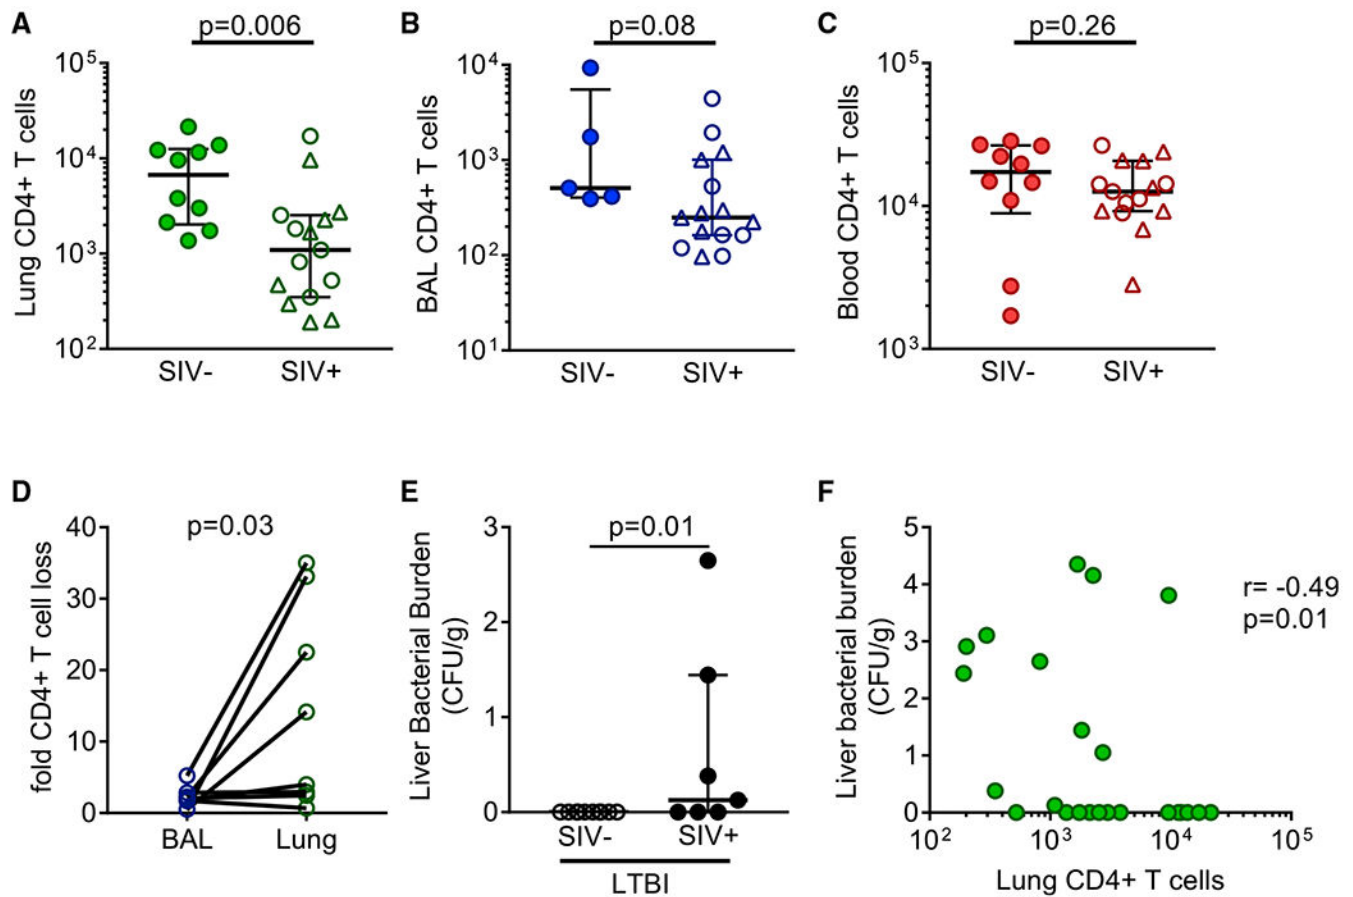 A
p=0.006
Lung CD4+ T cells
10^5
10^4
10^3
10^2
SIV-
SIV+
B
p=0.08
BAL CD4+ T cells
10^4
10^3
10^2
10^1
SIV-
SIV+
C
p=0.26
Blood CD4+ T cells
10^5
10^4
10^3
SIV-
SIV+
D
p=0.03
fold CD4+ T cell loss
40
30
20
10
0
BAL
Lung
E
p=0.01
Liver Bacterial Burden
(CFU/g)
3
2
1
0
SIV-
SIV+
LTBI
F
Liver bacterial burden
(CFU/g)
5
4
3
2
1
0
r= -0.49
p=0.01
10^2
10^3
10^4
10^5
Lung CD4+ T cells